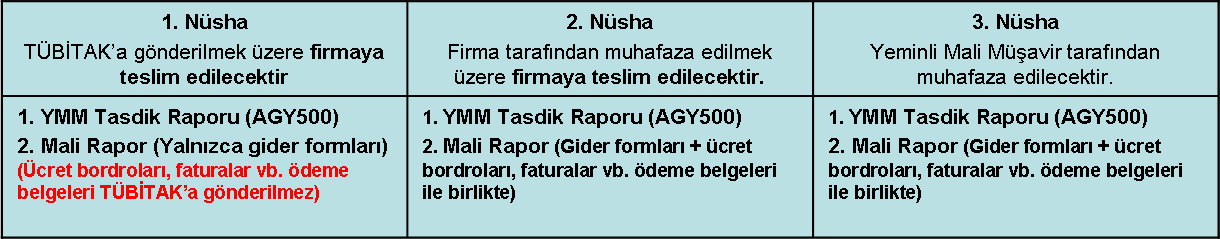 1. Nüsha
TÜBİTAK’a gönderilmek üzere firmaya
teslim edilecektir
2. Nüsha
Firma tarafından muhafaza edilmek
üzere firmaya teslim edilecektir.
3. Nüsha
Yeminli Mali Müşavir tarafından
muhafaza edilecektir.
1. YMM Tasdik Raporu (AGY500)
2. Mali Rapor (Yalnızca gider formları)
(Ücret bordroları, faturalar vb. ödeme
belgeleri TÜBİTAK’a gönderilmez)
1. YMM Tasdik Raporu (AGY500)
2. Mali Rapor (Gider formları + ücret
bordroları, faturalar vb. ödeme belgeleri
ile birlikte)
1. YMM Tasdik Raporu (AGY500)
2. Mali Rapor (Gider formları + ücret
bordroları, faturalar vb. ödeme belgeleri
ile birlikte)